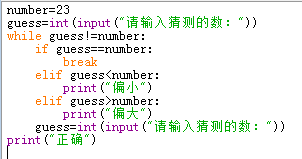 number=23
guess=int(input("请输入猜测的数："))
while guess!=number:
    if guess==number:
        break
    elif guess<number:
        print("偏小")
    elif guess>number:
        print("偏大")
    guess=int(input("请输入猜测的数："))
print("正确")